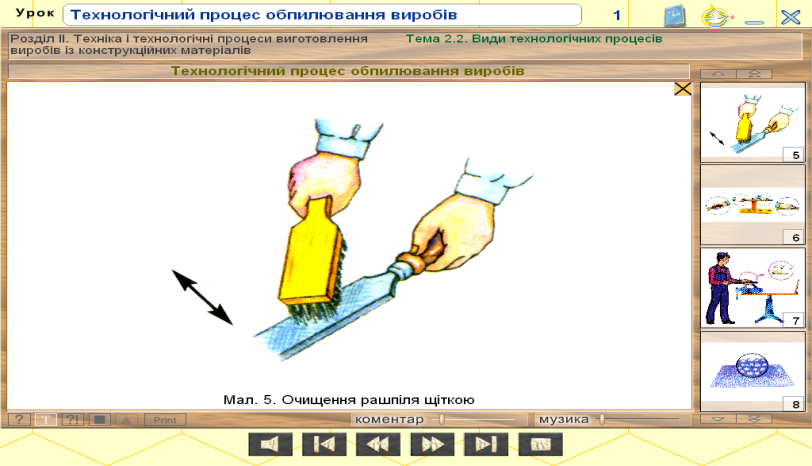 Урок
Технологічний процес обпилювання виробів
1
Розділ II. Техніка і технологічні процеси виготовлення
виробів із конструкційних матеріалів
Тема 2.2. Види технологічних процесів
Технологічний процес обпилювання виробів
5
6
7
8
Мал. 5. Очищення рашпіля щіткою
?
?!
Print
коментар
музика